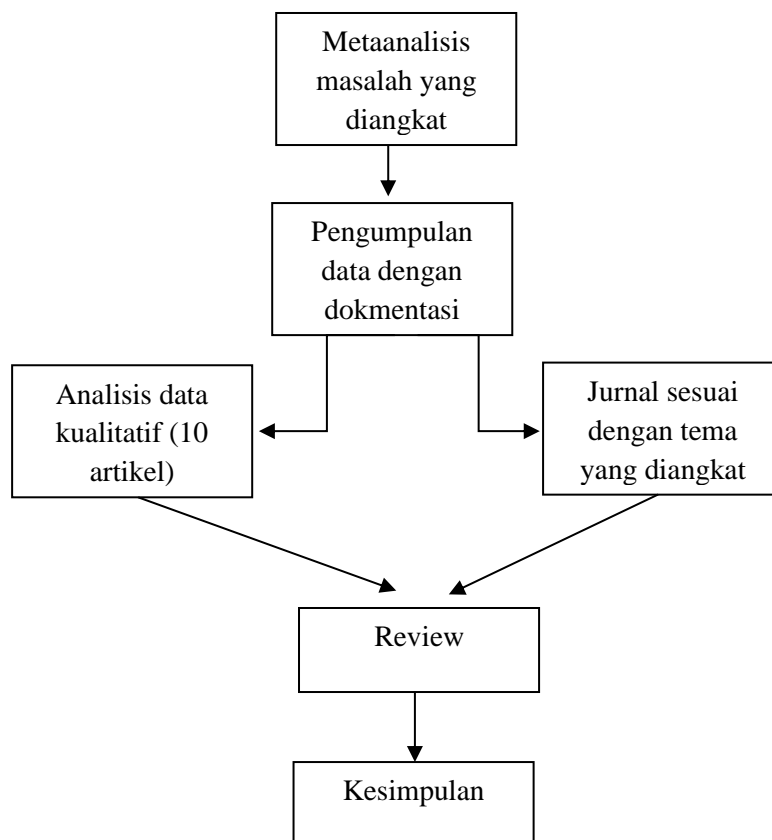 Metaanalisis
masalah yang
diangkat
Pengumpulan
data dengan
dokmentasi
Analisis data
kualitatif (10
artikel)
Jurnal sesuai
dengan tema
yang diangkat
Review
Kesimpulan